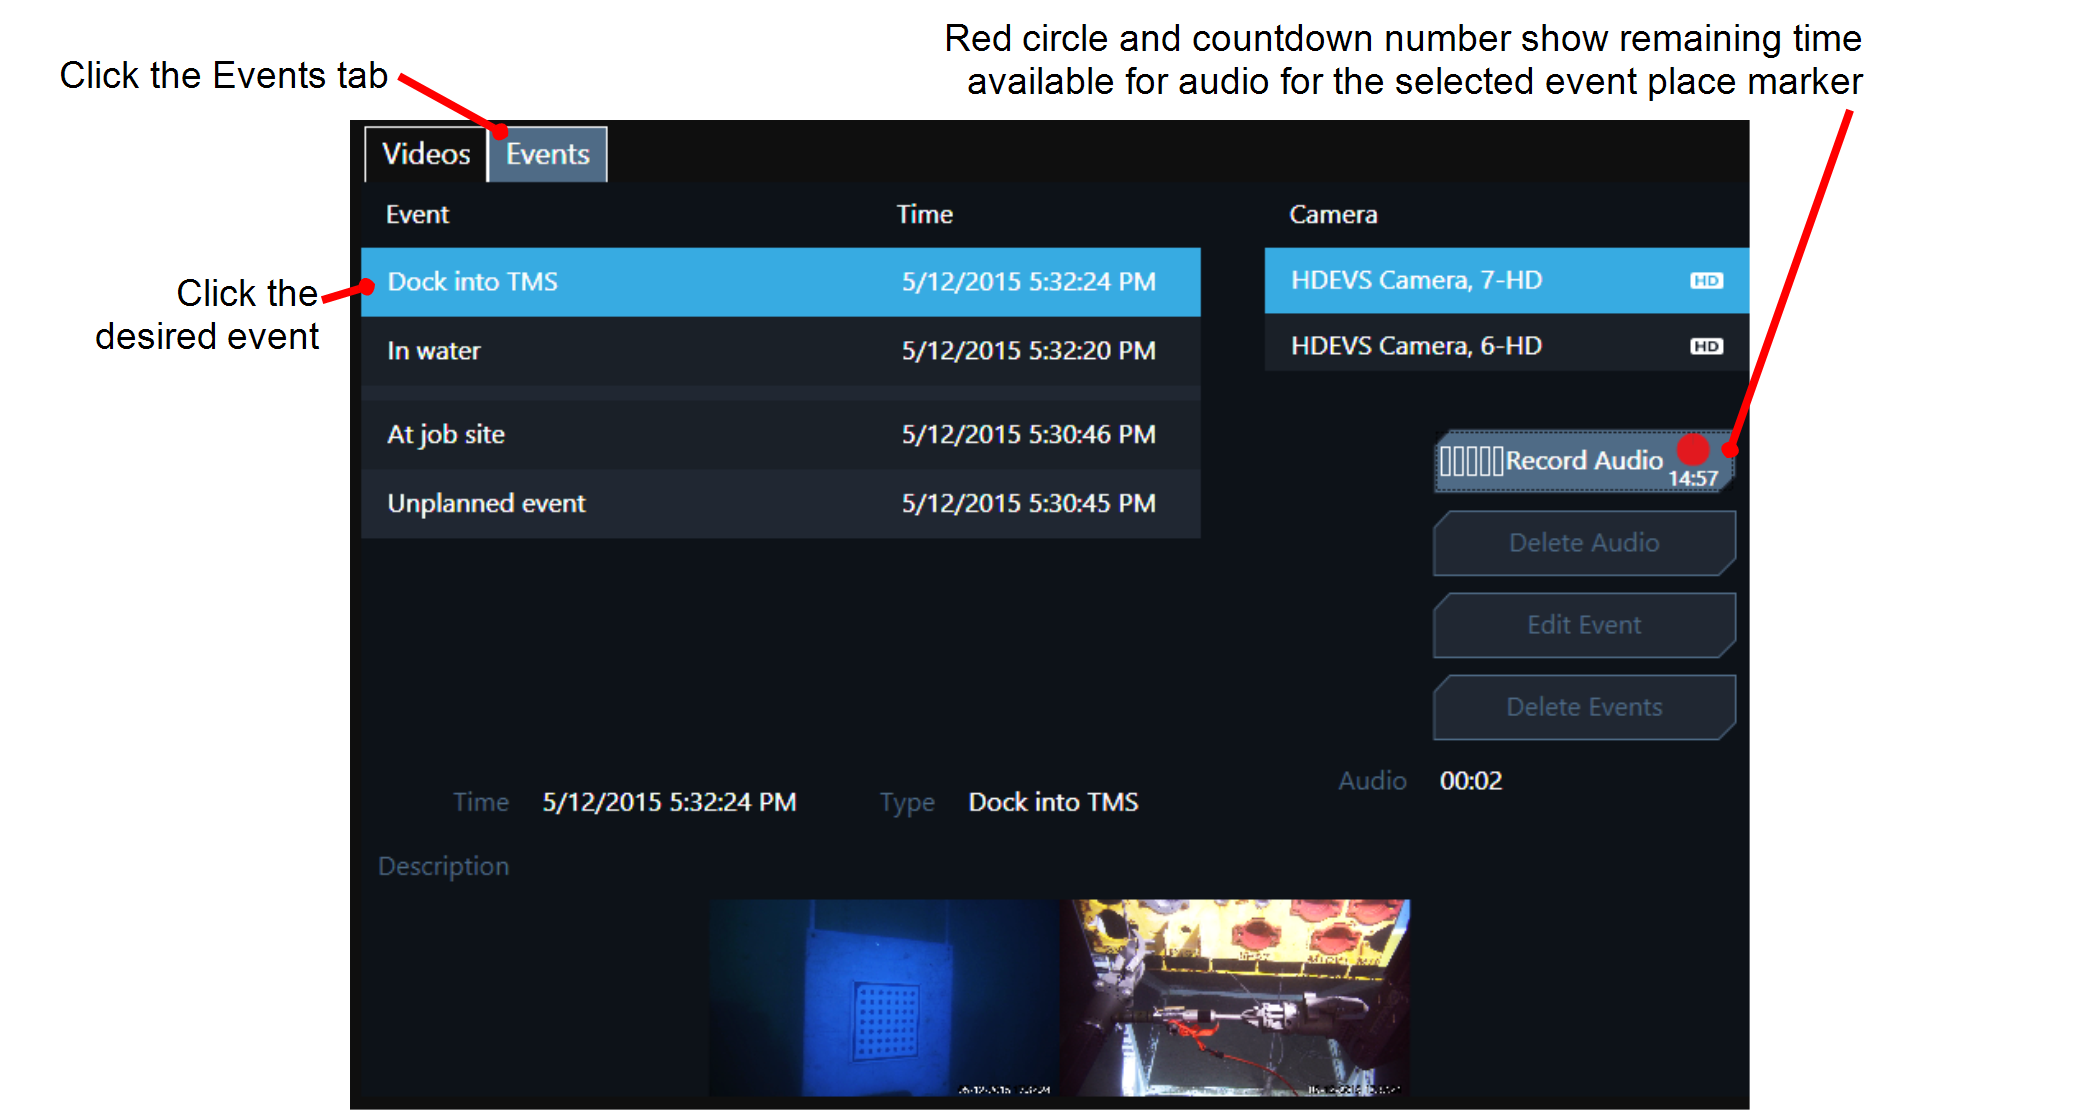 Red circle and countdown number show remaining time
available for audio for the selected event place marker
Click the Events tab
Videos Events
Event Time Camera
Click the
desired event
Dock into TMS 5/12/2015 5:32:24 PM
HDEVS Camera, 7-HD HD
In water 5/12/2015 5:32:20 PM
HDEVS Camera, 6-HD HD
At job site 5/12/2015 5:30:46 PM
Record Audio 14:57
Unplanned event 5/12/2015 5:30:45 PM
Delete Audio
Edit Event
Delete Events
Audio 00:02
Time 5/12/2015 5:32:24 PM Type Dock into TMS
Description